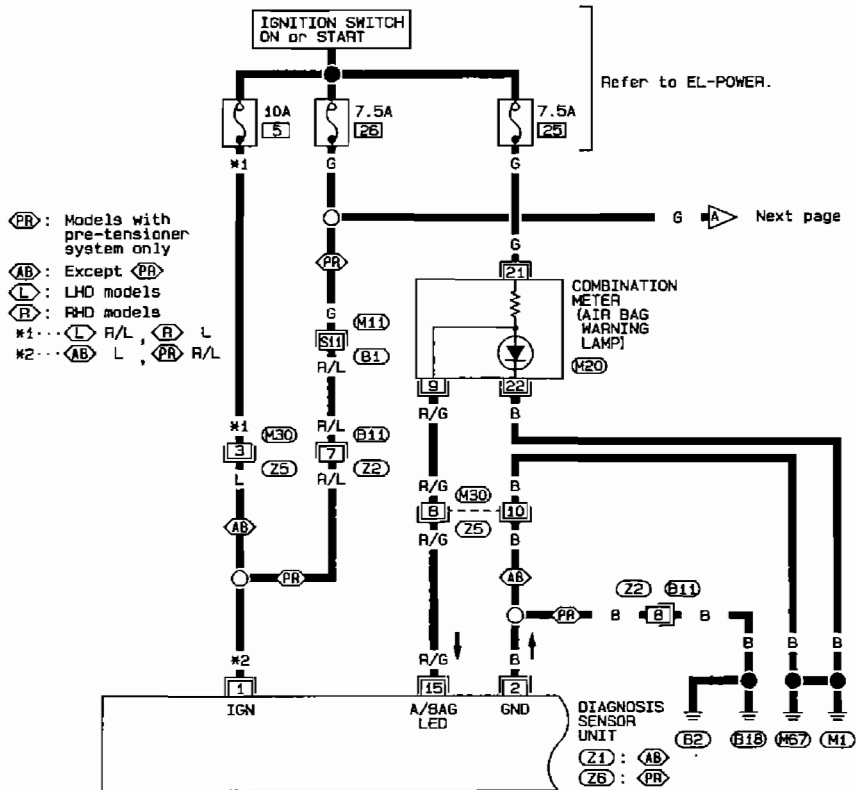 IGNITION SWITCH
ON or START
Refer to EL-POWER.
10A
5
7.5A
26
7.5A
25
*1
G
G
PR: Models with
pre-tensioner
system only
AB: Except PR
L: LHD models
R: RHD models
*1··· L R/L, R L
*2··· AB L, PR R/L
G
A
Next page
PR
G
21
COMBINATION
METER
(AIR BAG
WARNING
LAMP)
M20
G
M11
S11
B1
R/L
9
22
R/G
B
*1
M30
3
Z5
L
R/L
B11
7
Z2
R/L
R/G
B
M30
8
10
Z5
R/G
B
AB
AB
PR
Z2
B11
PR
B
8
B
*2
R/G
B
B
B
B
1
15
2
IGN
A/BAG
LED
GND
DIAGNOSIS
SENSOR
UNIT
Z1: AB
Z6: PR
B2
B18
M67
M1